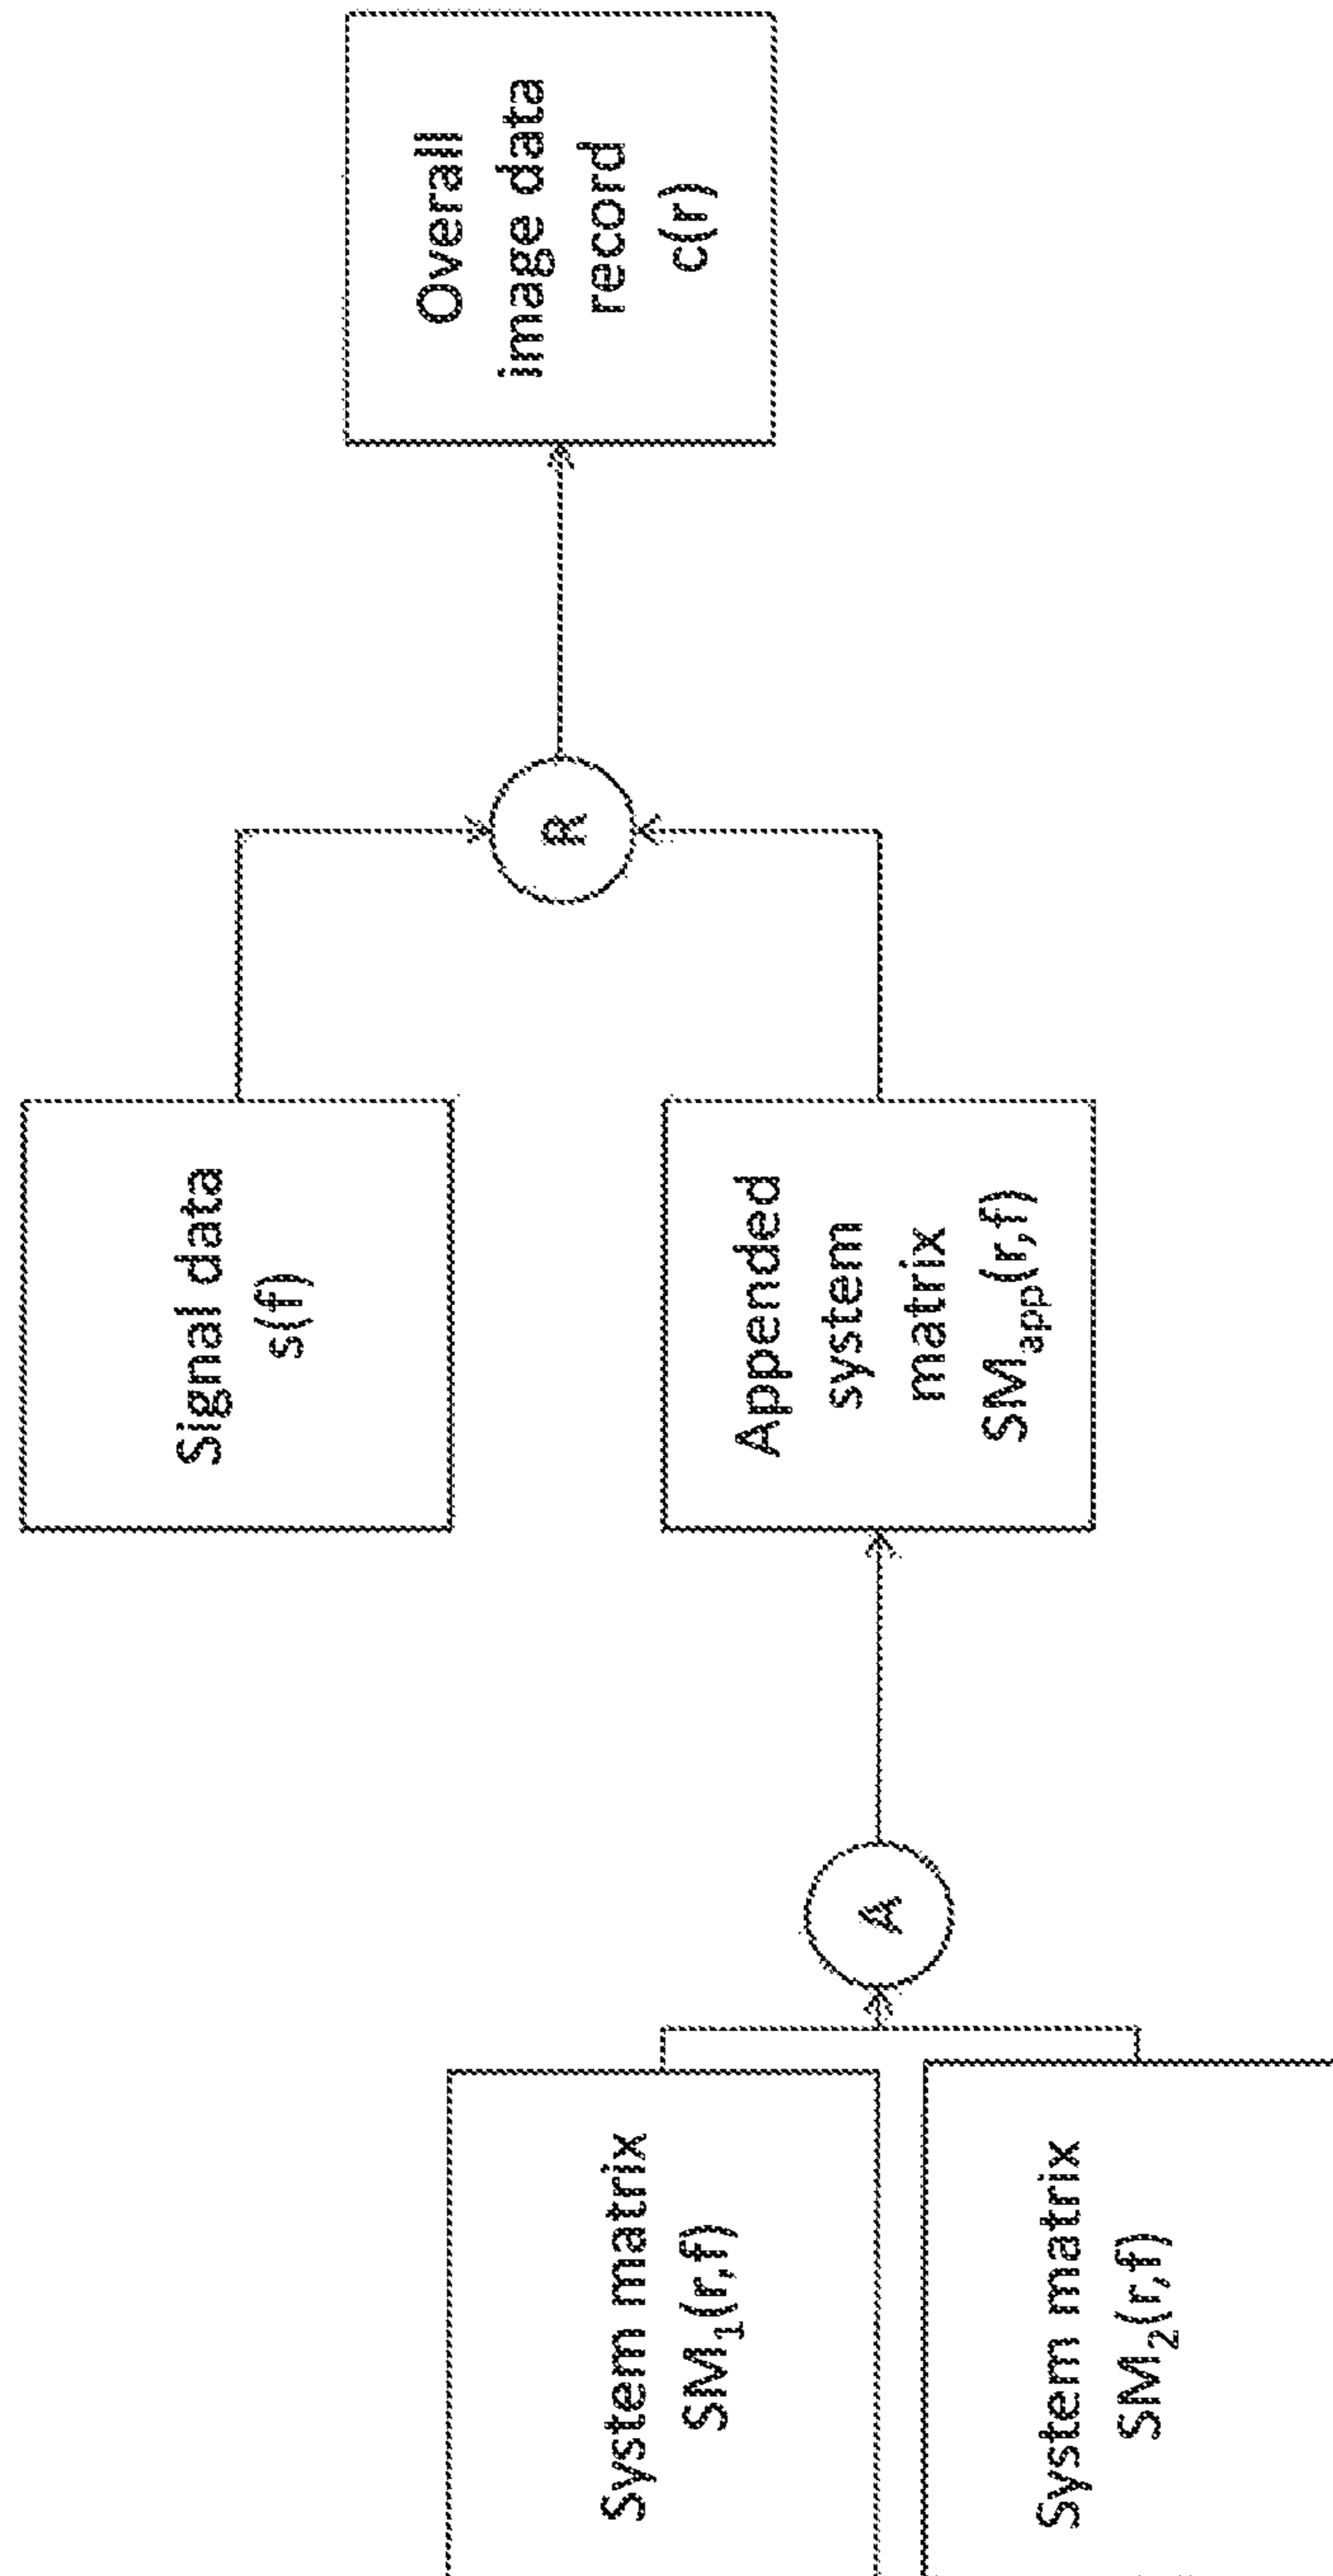 System matrix
SM₁(r,f)
System matrix
SM₂(r,f)
A
Signal data
s(f)
Appended
system
matrix
SMₐₚₚ(r,f)
R
Overall
image data
record
c(r)